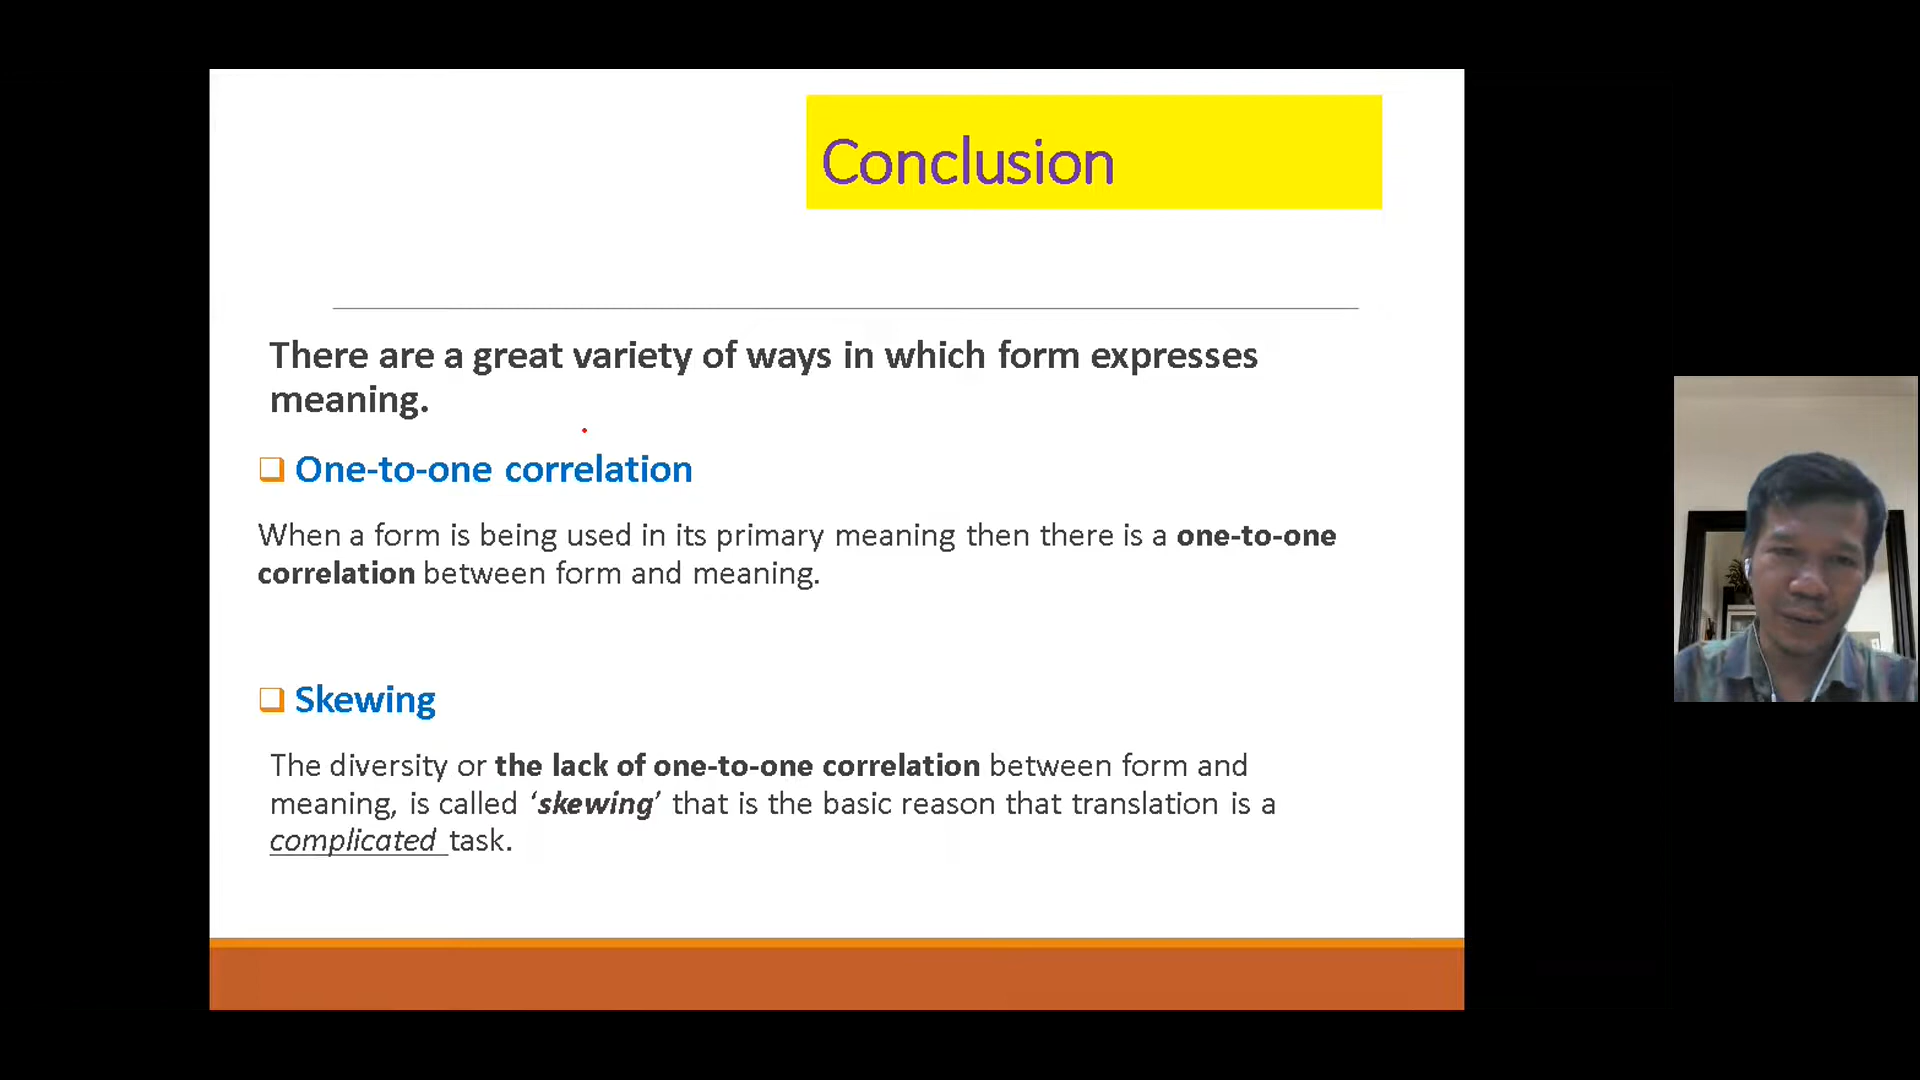 Conclusion
There are a great variety of ways in which form expresses
meaning.
One-to-one correlation
When a form is being used in its primary meaning then there is a one-to-one
correlation between form and meaning.
Skewing
The diversity or the lack of one-to-one correlation between form and
meaning, is called ‘skewing’ that is the basic reason that translation is a
complicated task.